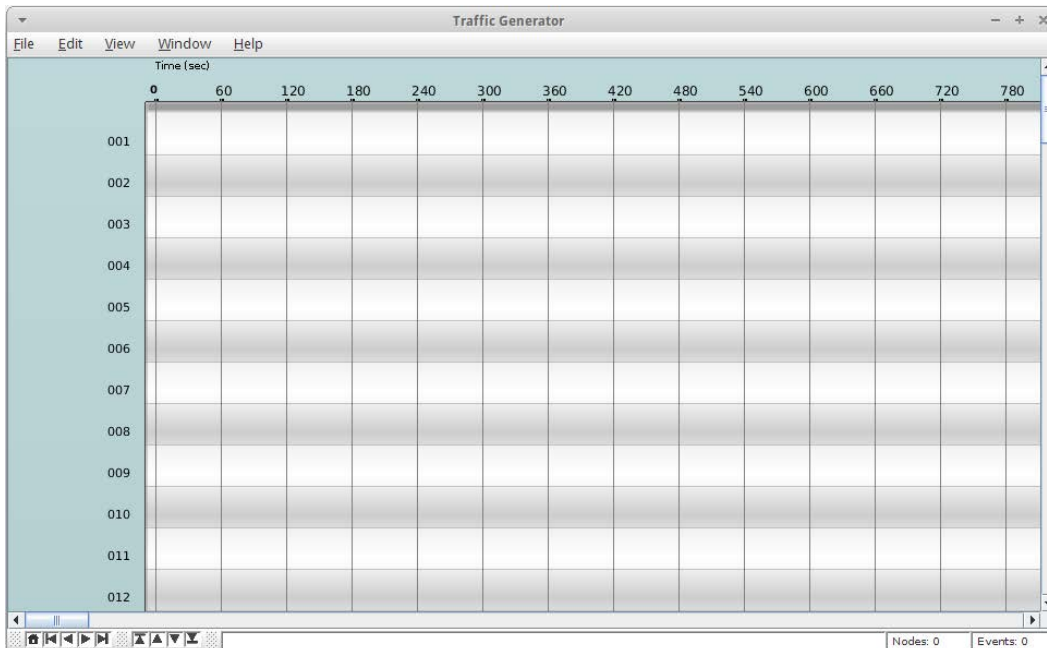 Traffic Generator
File Edit View Window Help
Time (sec)
0 60 120 180 240 300 360 420 480 540 600 660 720 780
001
002
003
004
005
006
007
008
009
010
011
012
Nodes: 0 Events: 0